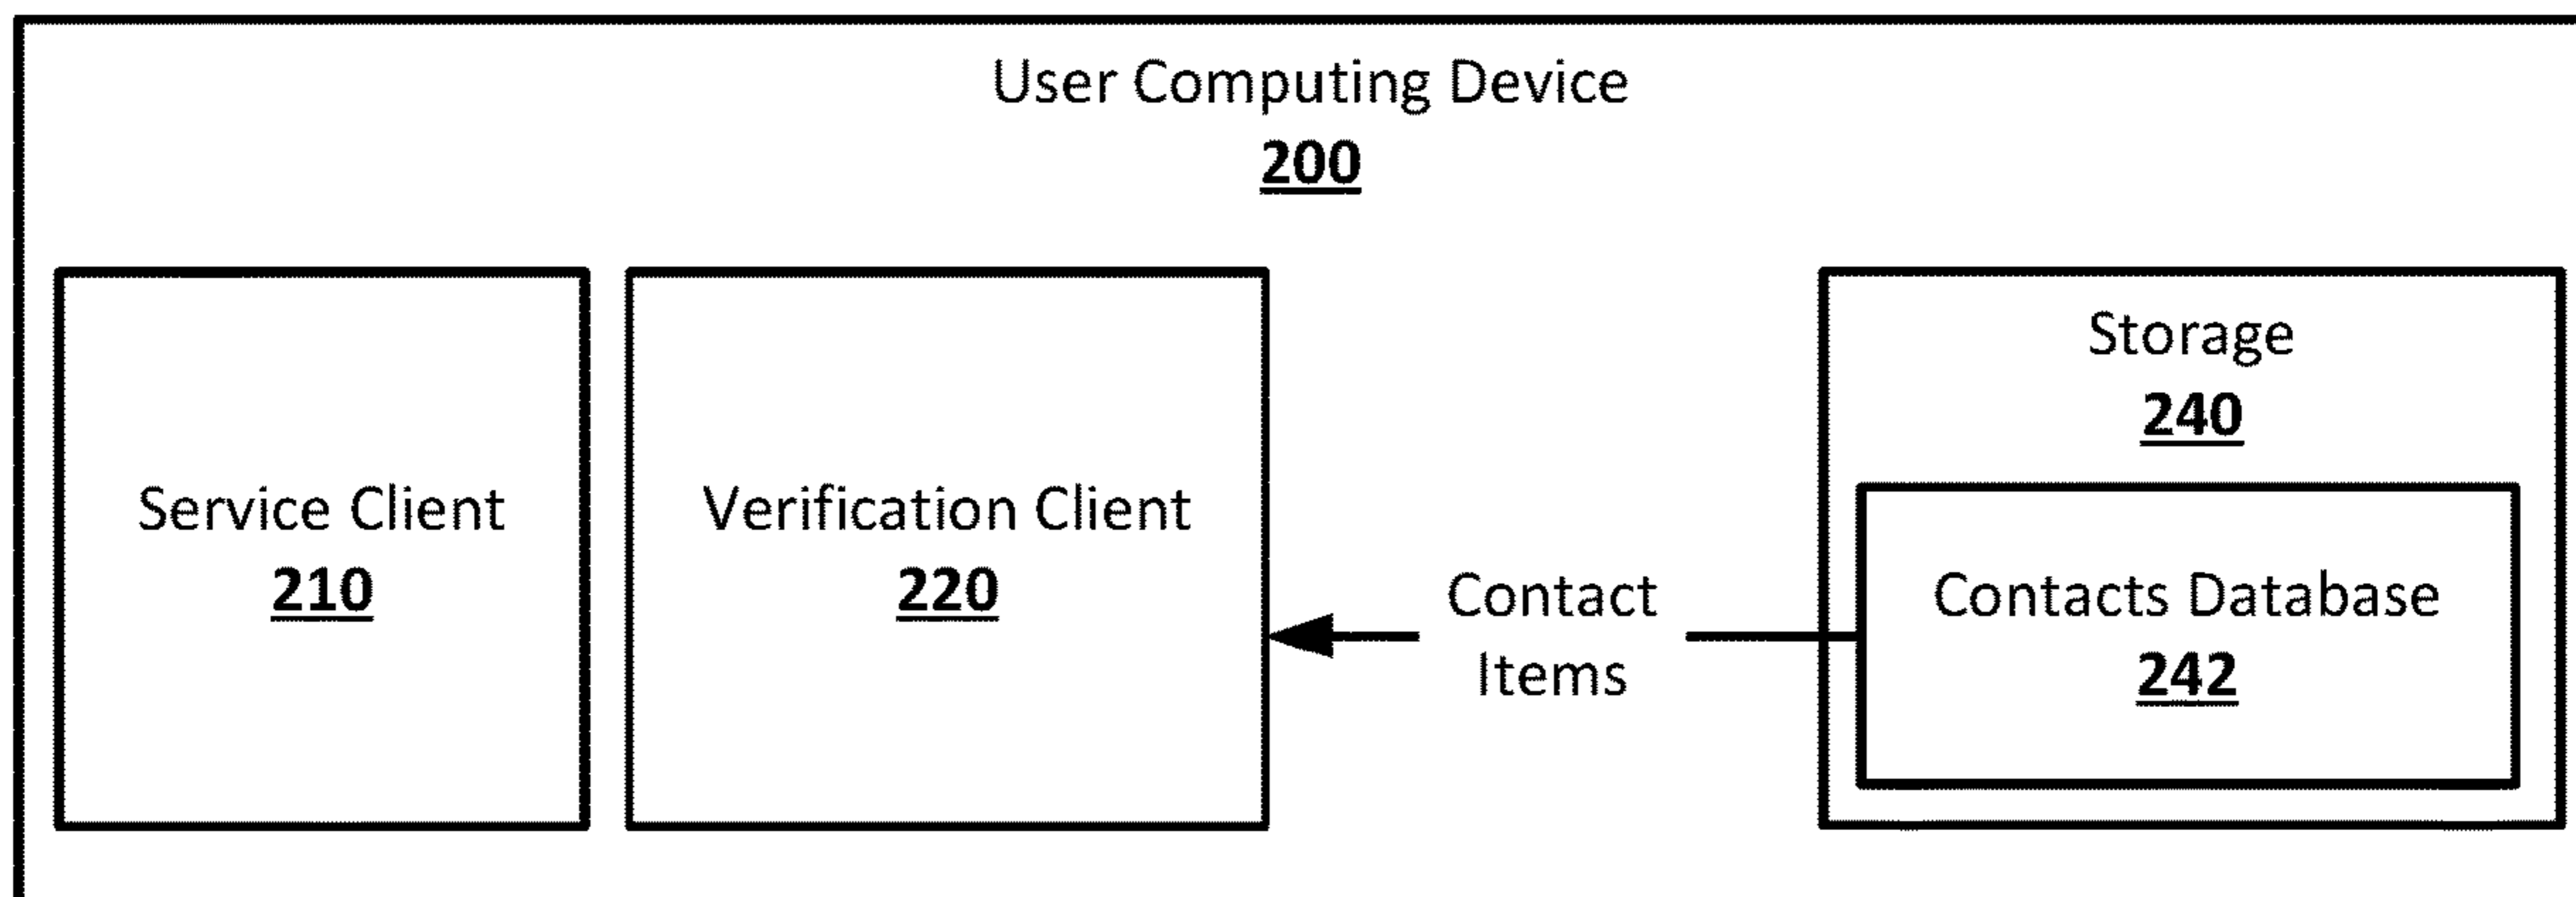 User Computing Device
200
Service Client
210
Verification Client
220
Contact
Items
Storage
240
Contacts Database
242